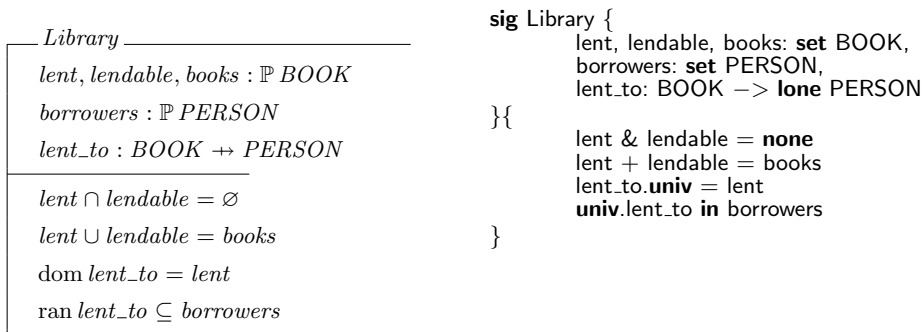 Library
lent, lendable, books : ℙ BOOK
borrowers : ℙ PERSON
lent_to : BOOK ⇸ PERSON
lent ∩ lendable = ∅
lent ∪ lendable = books
dom lent_to = lent
ran lent_to ⊆ borrowers
sig Library {
lent, lendable, books: set BOOK,
borrowers: set PERSON,
lent_to: BOOK −> lone PERSON
}{
lent & lendable = none
lent + lendable = books
lent_to.univ = lent
univ.lent_to in borrowers
}